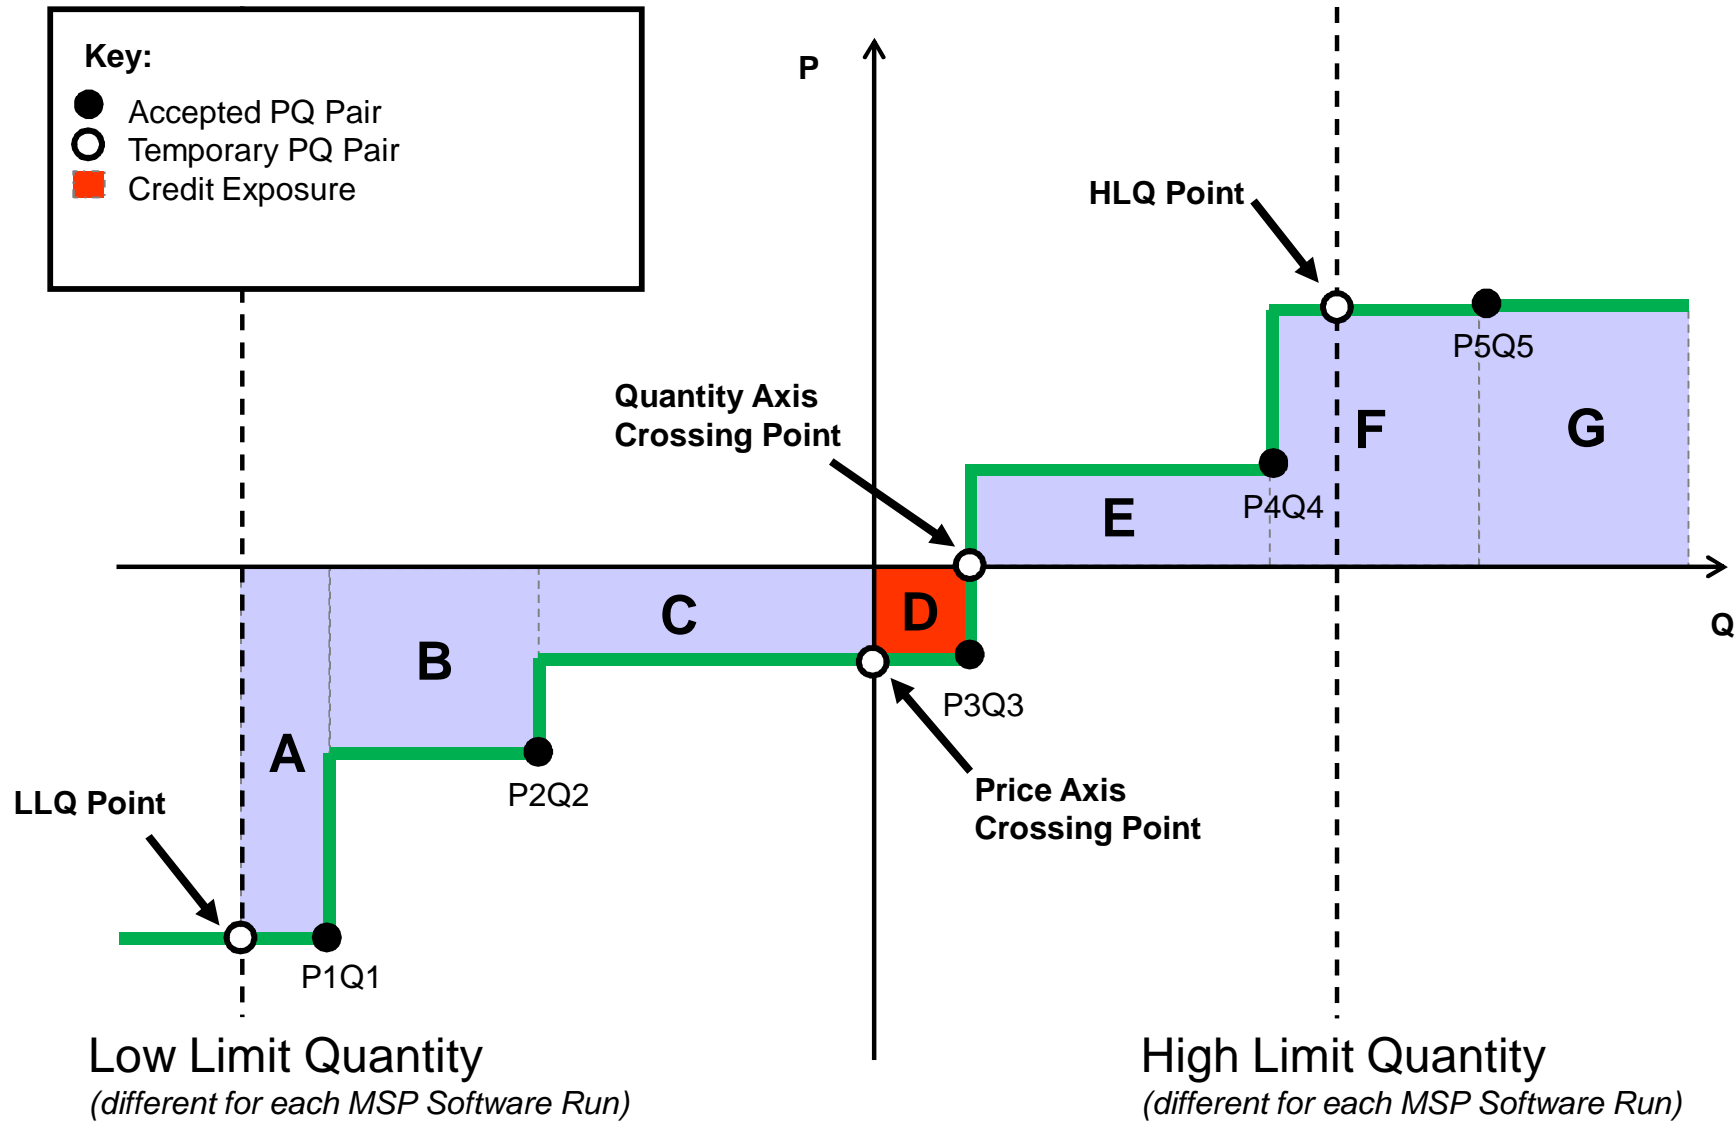 Key:
Accepted PQ Pair
Temporary PQ Pair
Credit Exposure
P
HLQ Point
P5Q5
Quantity Axis
Crossing Point
F
G
E
P4Q4
D
C
B
Q
P3Q3
A
P2Q2
LLQ Point
Price Axis
Crossing Point
P1Q1
Low Limit Quantity
(different for each MSP Software Run)
High Limit Quantity
(different for each MSP Software Run)